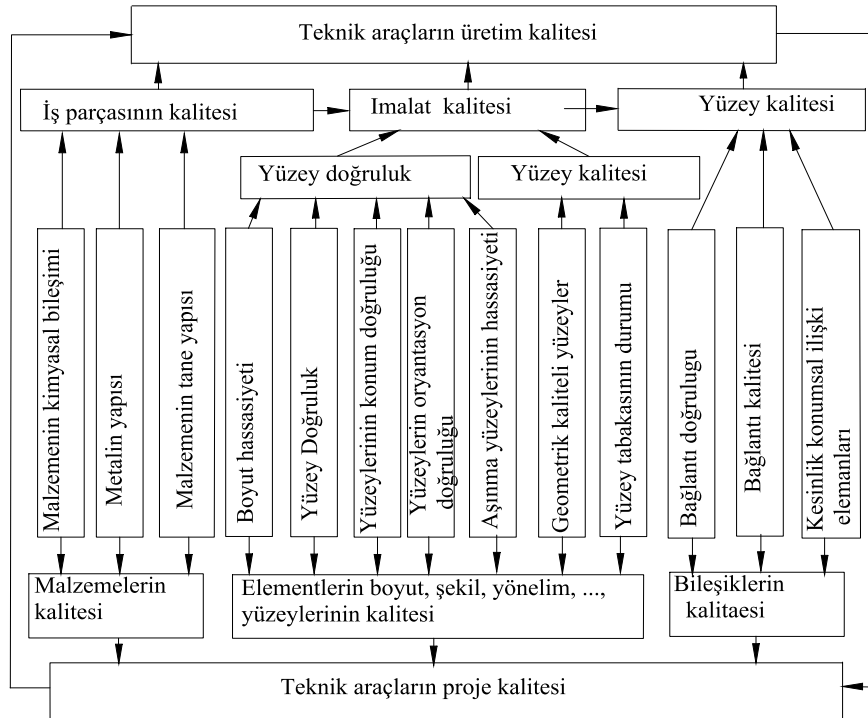 Teknik araçların üretim kalitesi
İş parçasının kalitesi
Imalat kalitesi
Yüzey kalitesi
Yüzey doğruluk
Yüzey kalitesi
Malzemenin kimyasal bileşimi
Metalin yapısı
Malzemenin tane yapısı
Boyut hassasiyeti
Yüzey Doğruluk
Yüzeylerinin konum doğruluğu
Yüzeylerin oryantasyon
doğruluğu
Aşınma yüzeylerinin hassasiyeti
Geometrik kaliteli yüzeyler
Yüzey tabakasının durumu
Bağlantı doğrulugu
Bağlantı kalitesi
Kesinlik konumsal ilişki
elemanları
Malzemelerin
kalitesi
Elementlerin boyut, şekil, yönelim, ...,
yüzeylerinin kalitesi
Bileşiklerin
kalitaesi
Teknik araçların proje kalitesi